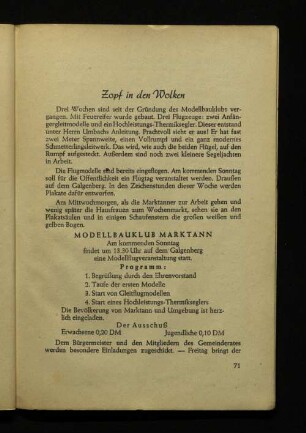 Zopf in den Wolken
Drei Wochen sind seit der Gründung des Modellbauklubs ver-
gangen. Mit Feuereifer wurde gebaut. Drei Flugzeuge: zwei Anfän-
gergleitmodelle und ein Hochleistungs-Thermiksegler. Dieser entstand
unter Herrn Limbachs Anleitung. Prachtvoll sieht er aus! Er hat fast
zwei Meter Spannweite, einen Vollrumpf und ein ganz modernes
Schmetterlingsleitwerk. Das wird, wie auch die beiden Flügel, auf den
Rumpf aufgesteckt. Außerdem sind noch zwei kleinere Segeljachten
in Arbeit.
Die Flugmodelle sind bereits eingeflogen. Am kommenden Sonntag
soll für die Öffentlichkeit ein Flugtag veranstaltet werden. Draußen auf
dem Galgenberg. In den Zeichenstunden dieser Woche werden
Plakate dafür entworfen.
Am Mittwochmorgen, als die Marktanner zur Arbeit gehen und
wenig später die Hausfrauen zum Wochenmarkt, sehen sie an den
Plakatsäulen und in einigen Schaufenstern die großen weißen und
gelben Bogen.
MODELLBAUKLUB MARKTANN
Am kommenden Sonntag
findet um 13.30 Uhr auf dem Galgenberg
eine Modellflugveranstaltung statt.
Programm:
1. Begrüßung durch den Ehrenvorstand
2. Taufe der ersten Modelle
3. Start von Gleitflugmodellen
4. Start eines Hochleistungs-Thermikseglers
Die Bevölkerung von Marktann und Umgebung ist herz-
lich eingeladen.
Der Ausschuß
Erwachsene 0,20 DM Jugendliche 0,10 DM
Dem Bürgermeister und den Mitgliedern des Gemeinderates
werden besondere Einladungen zugeschickt. — Freitag bringt der
71